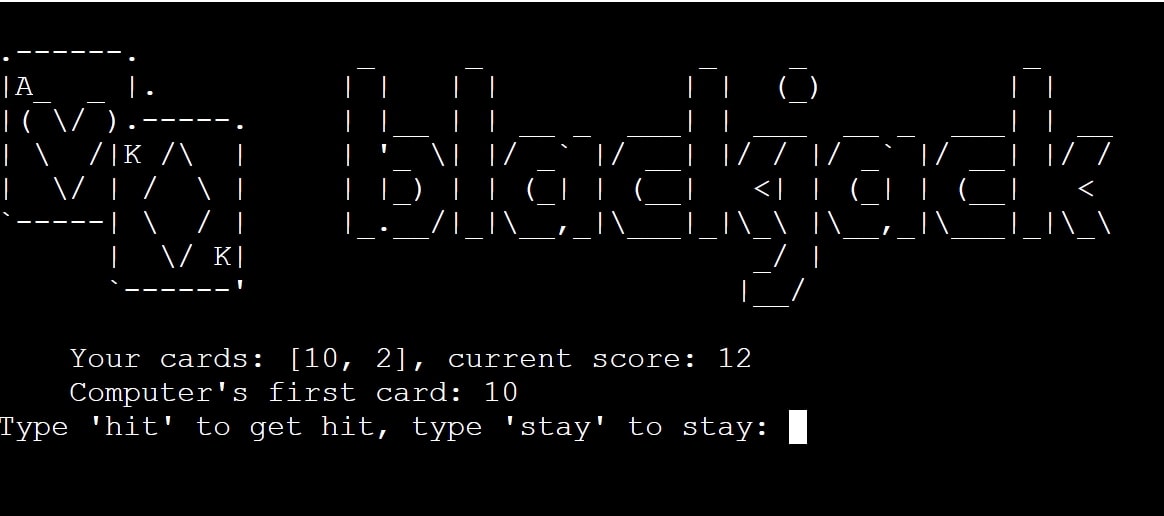 A
K
K
blackjack
Your cards: [10, 2], current score: 12
Computer's first card: 10
Type 'hit' to get hit, type 'stay' to stay: